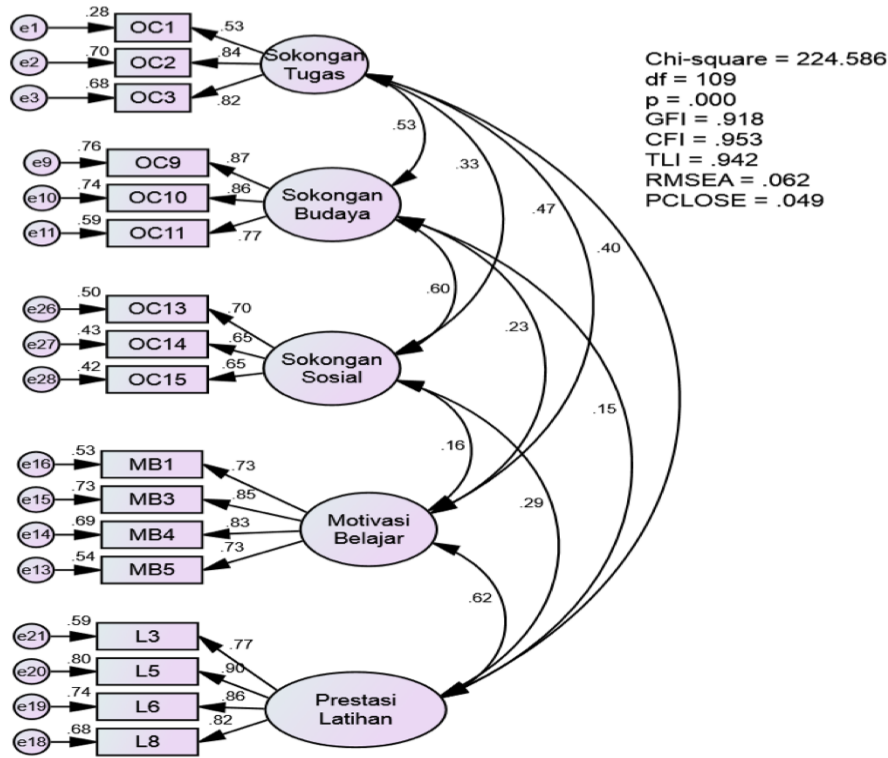 e1 .28 OC1 .53
e2 .70 OC2 .84
e3 .68 OC3 .82
Sokongan
Tugas
Chi-square = 224.586
df = 109
p = .000
GFI = .918
CFI = .953
TLI = .942
RMSEA = .062
PCLOSE = .049
.53
.33
.47
.40
e9 .76 OC9 .87
e10 .74 OC10 .86
e11 .59 OC11 .77
Sokongan
Budaya
.60
.23
.15
e26 .50 OC13 .70
e27 .43 OC14 .65
e28 .42 OC15 .65
Sokongan
Sosial
.16
.29
e16 .53 MB1 .73
e15 .73 MB3 .85
e14 .69 MB4 .83
e13 .54 MB5 .73
Motivasi
Belajar
.62
e21 .59 L3 .77
e20 .80 L5 .90
e19 .74 L6 .86
e18 .68 L8 .82
Prestasi
Latihan